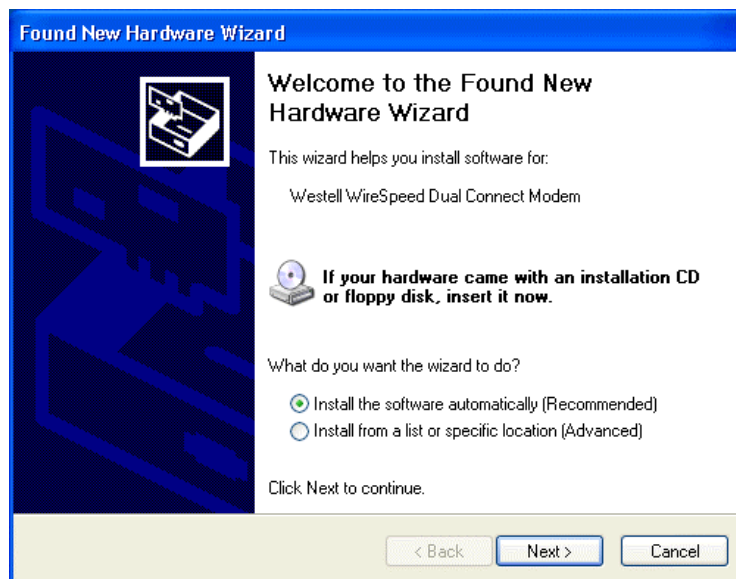 Found New Hardware Wizard
Welcome to the Found New
Hardware Wizard
This wizard helps you install software for:
Westell WireSpeed Dual Connect Modem
If your hardware came with an installation CD
or floppy disk, insert it now.
What do you want the wizard to do?
Install the software automatically (Recommended)
Install from a list or specific location (Advanced)
Click Next to continue.
< Back Next > Cancel